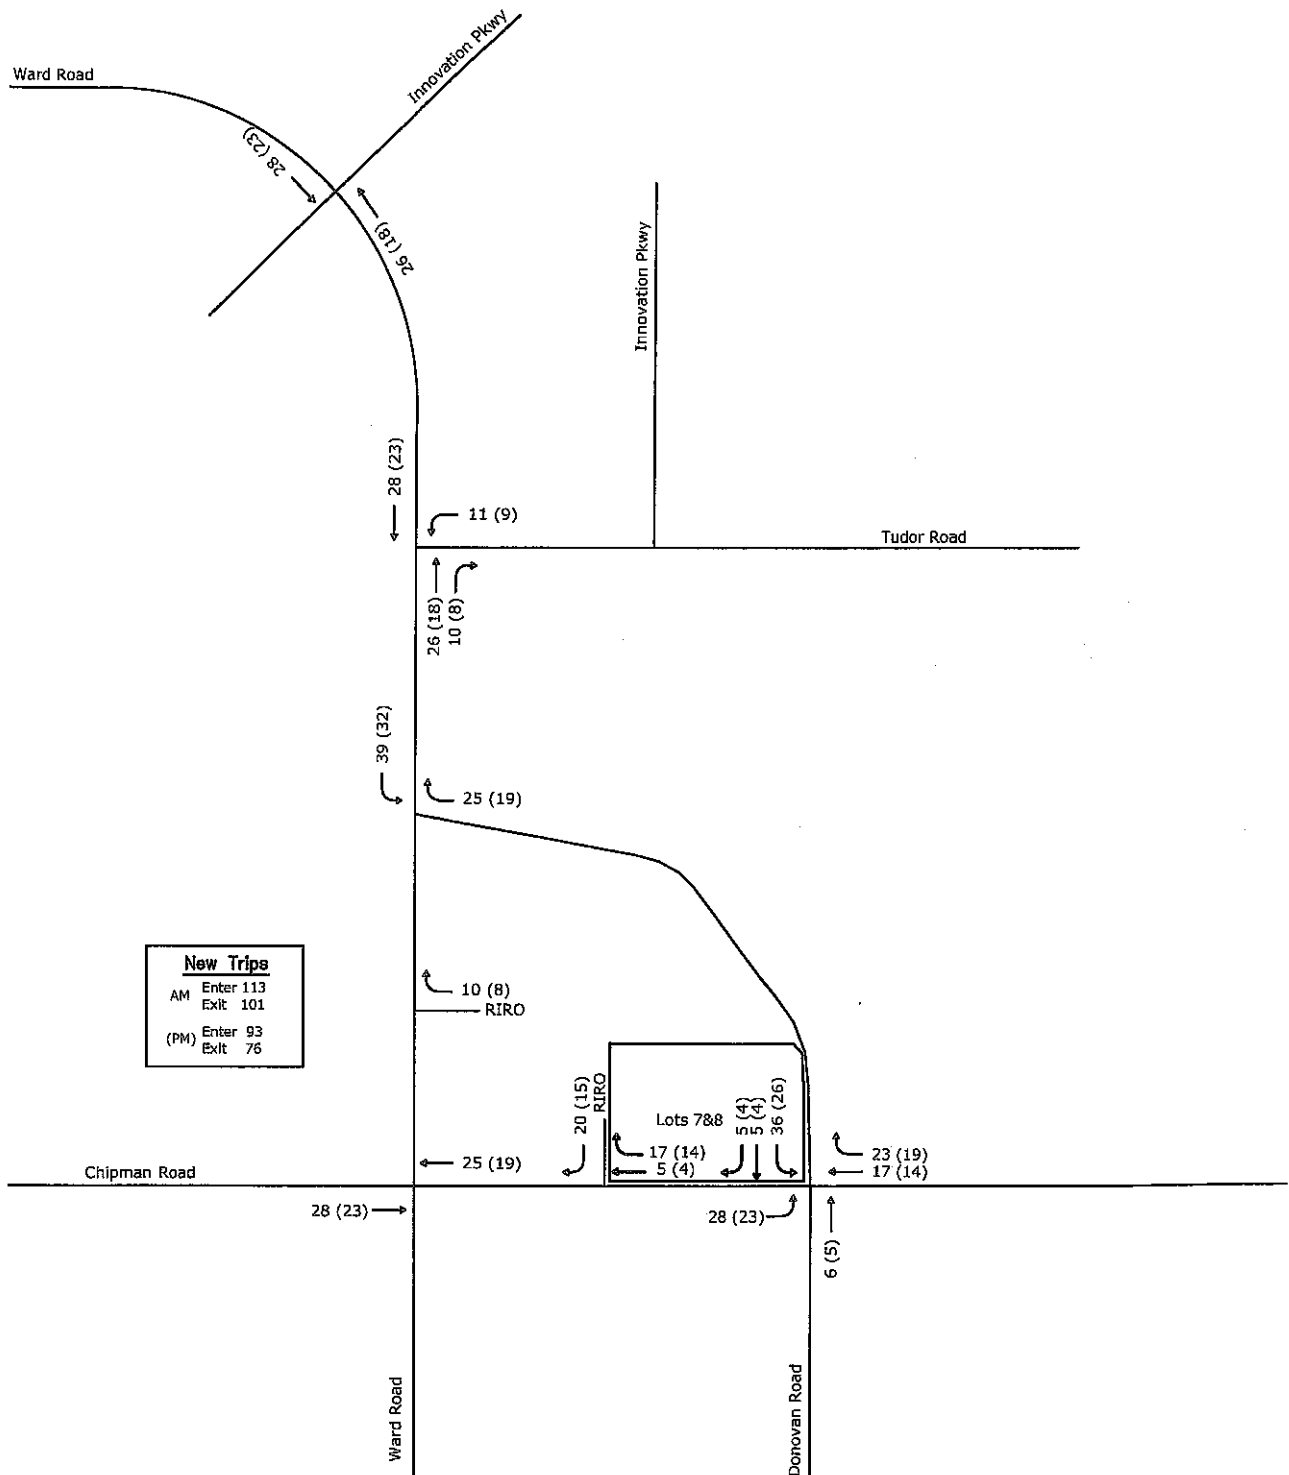 Innovation Pkwy
Ward Road
28 (23)
26 (18)
Innovation Pkwy
28 (23)
11 (9)
Tudor Road
26 (18)
10 (8)
39 (32)
25 (19)
New Trips
AM Enter 113
Exit 101
(PM) Enter 93
Exit 76
10 (8)
RIRO
20 (15)
RIRO
Lots 7&8
5 (4)
5 (4)
36 (26)
17 (14)
5 (4)
23 (19)
17 (14)
Chipman Road
25 (19)
28 (23)
28 (23)
6 (5)
Ward Road
Donovan Road